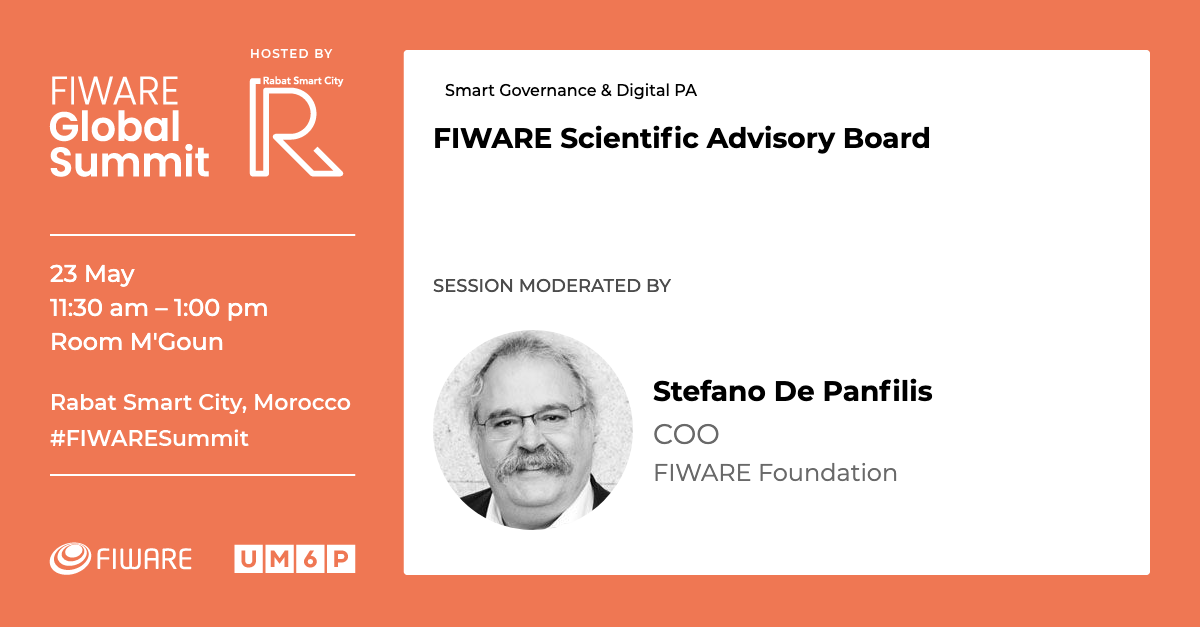 HOSTED BY
FIWARE
Global
Summit
Rabat Smart City
R
23 May
11:30 am – 1:00 pm
Room M'Goun
Rabat Smart City, Morocco
#FIWARESummit
FIWARE
UM6P
Smart Governance & Digital PA
FIWARE Scientific Advisory Board
SESSION MODERATED BY
Stefano De Panfilis
COO
FIWARE Foundation